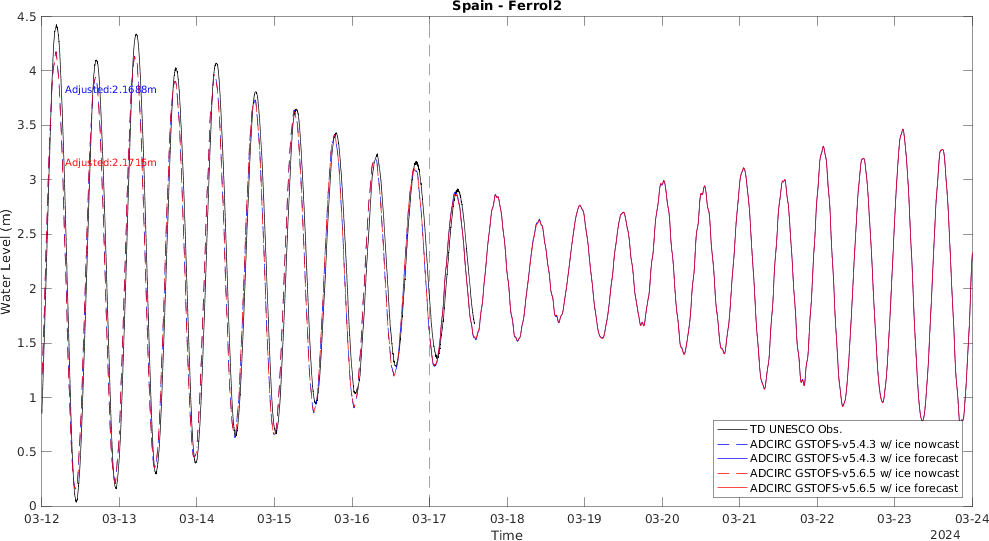 Spain - Ferrol2
4.5
4
3.5
3
2.5
2
1.5
1
0.5
0
Water Level (m)
Adjusted:2.1688m
Adjusted:2.1715m
TD UNESCO Obs.
ADCIRC GSTOFS-v5.4.3 w/ ice nowcast
ADCIRC GSTOFS-v5.4.3 w/ ice forecast
ADCIRC GSTOFS-v5.6.5 w/ ice nowcast
ADCIRC GSTOFS-v5.6.5 w/ ice forecast
03-12 03-13 03-14 03-15 03-16 03-17 03-18 03-19 03-20 03-21 03-22 03-23 03-24
Time
2024